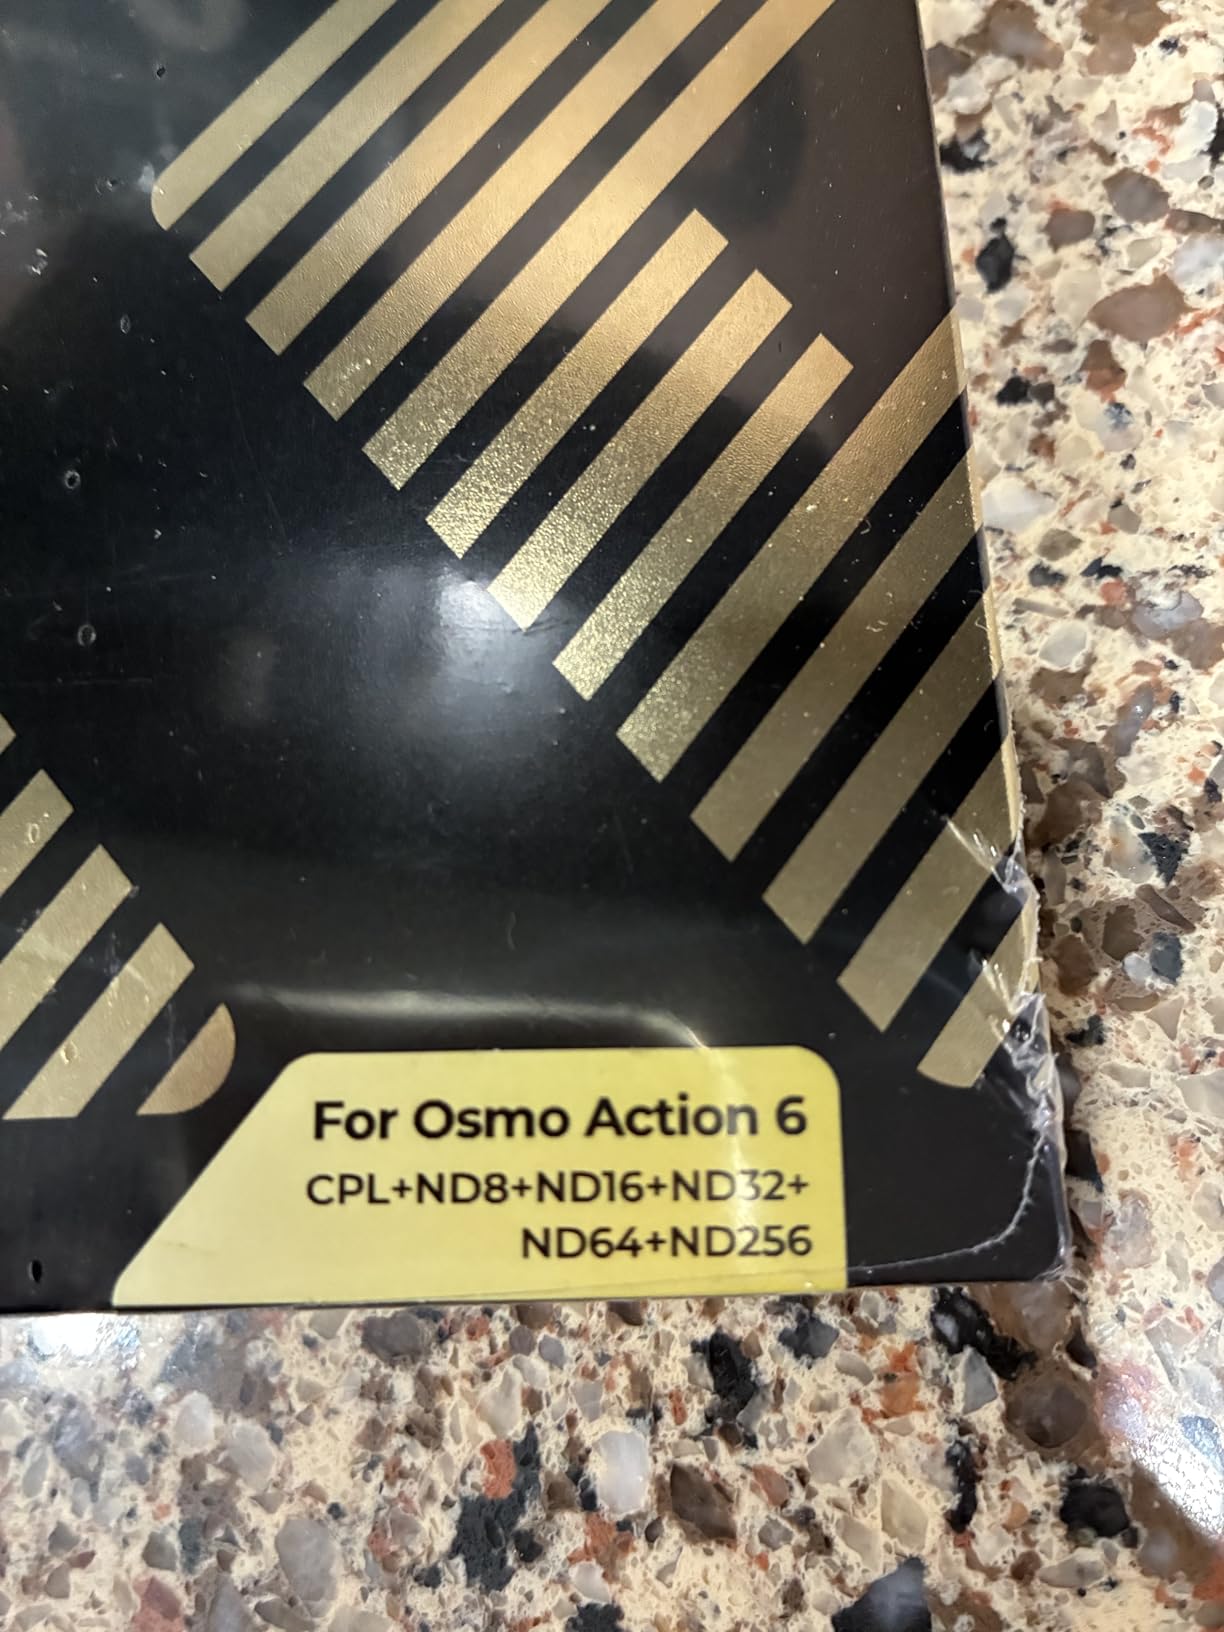 For Osmo Action 6
CPL+ND8+ND16+ND32+
ND64+ND256